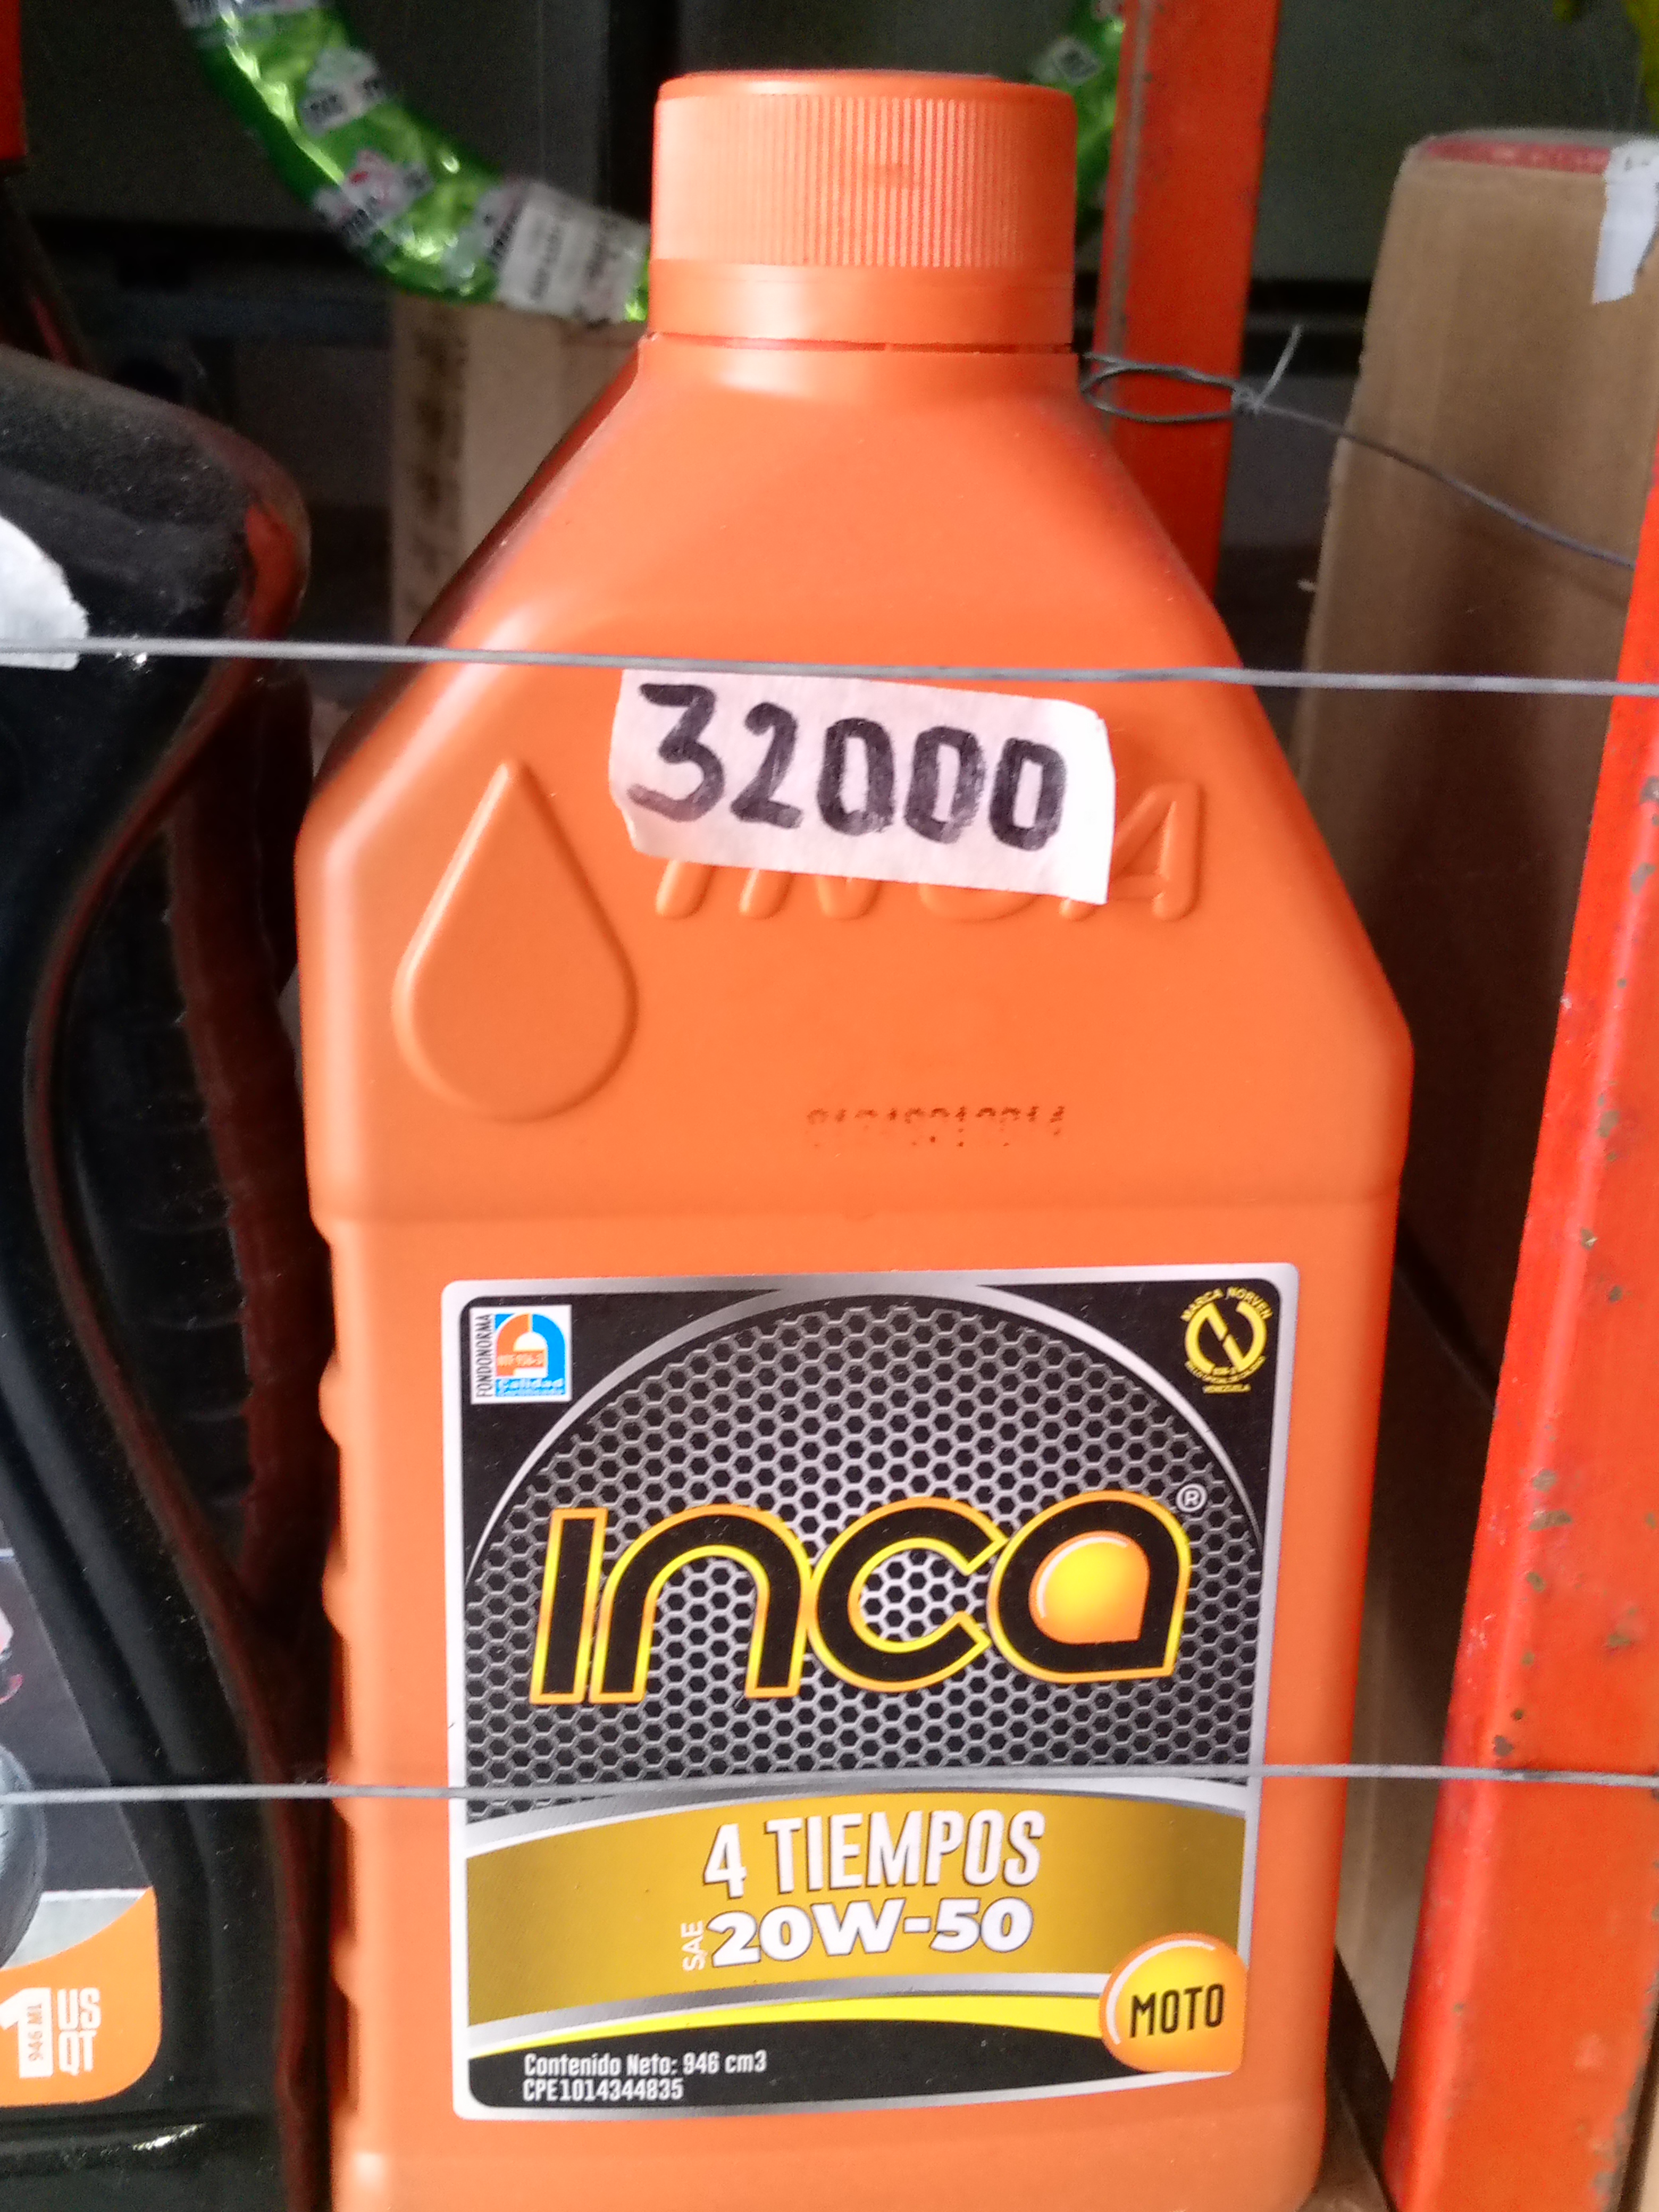 32000
INCA
FONDONORMA
Calidad
MARCA NORVEN
VENEZUELA
Inca®
4 TIEMPOS
SAE 20W-50
MOTO
Contenido Neto: 946 cm3
CPE1014344835
1 US
QT
946 ML